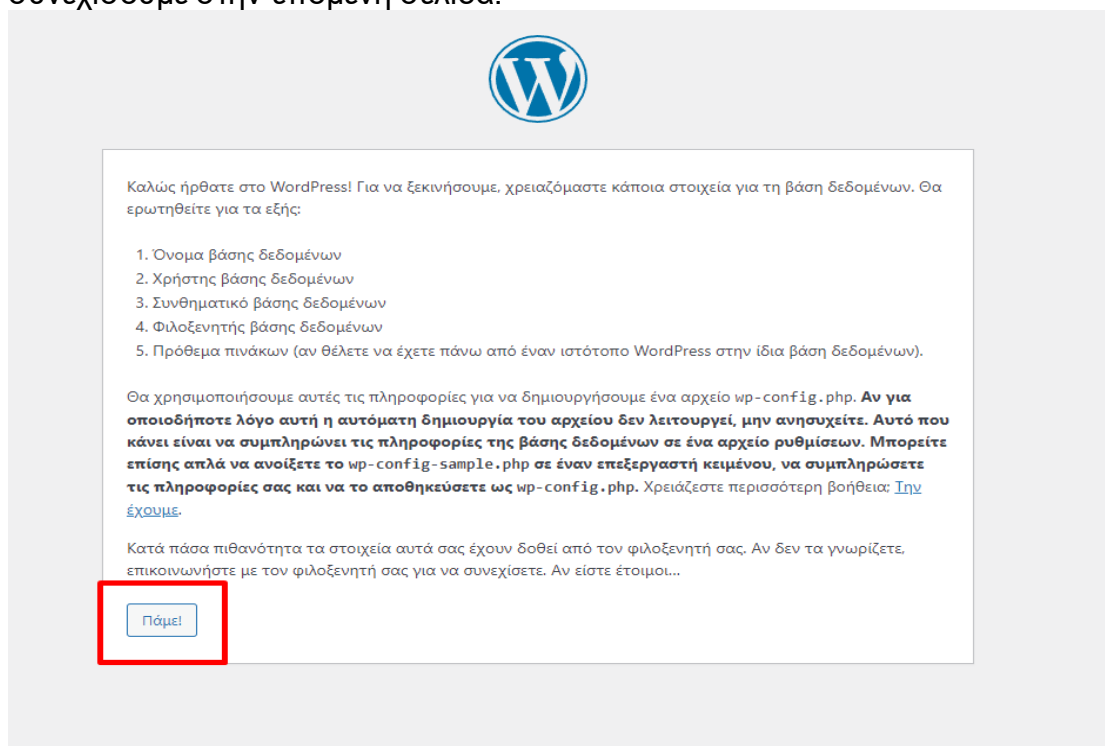 συνεχίσουμε στην επόμενη σελίδα.
Καλώς ήρθατε στο WordPress! Για να ξεκινήσουμε, χρειαζόμαστε κάποια στοιχεία για τη βάση δεδομένων. Θα
ερωτηθείτε για τα εξής:
1. Όνομα βάσης δεδομένων
2. Χρήστης βάσης δεδομένων
3. Συνθηματικό βάσης δεδομένων
4. Φιλοξενητής βάσης δεδομένων
5. Πρόθεμα πινάκων (αν θέλετε να έχετε πάνω από έναν ιστότοπο WordPress στην ίδια βάση δεδομένων).
Θα χρησιμοποιήσουμε αυτές τις πληροφορίες για να δημιουργήσουμε ένα αρχείο wp-config.php. Αν για
οποιοδήποτε λόγο αυτή η αυτόματη δημιουργία του αρχείου δεν λειτουργεί, μην ανησυχείτε. Αυτό που
κάνει είναι να συμπληρώνει τις πληροφορίες της βάσης δεδομένων σε ένα αρχείο ρυθμίσεων. Μπορείτε
επίσης απλά να ανοίξετε το wp-config-sample.php σε έναν επεξεργαστή κειμένου, να συμπληρώσετε
τις πληροφορίες σας και να το αποθηκεύσετε ως wp-config.php. Χρειάζεστε περισσότερη βοήθεια; Την
έχουμε.
Κατά πάσα πιθανότητα τα στοιχεία αυτά σας έχουν δοθεί από τον φιλοξενητή σας. Αν δεν τα γνωρίζετε,
επικοινωνήστε με τον φιλοξενητή σας για να συνεχίσετε. Αν είστε έτοιμοι...
Πάμε!